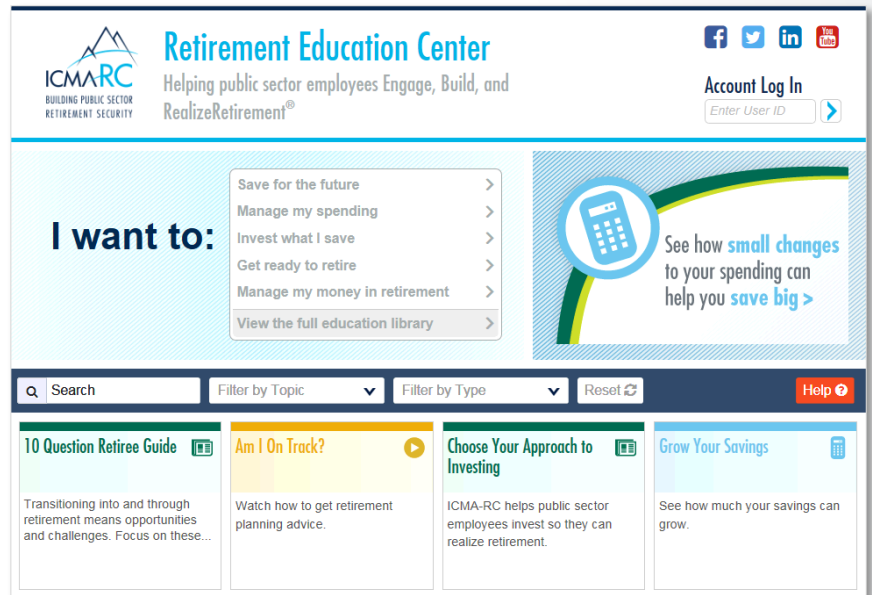 ICMARC
BUILDING PUBLIC SECTOR
RETIREMENT SECURITY
Retirement Education Center
Helping public sector employees Engage, Build, and
RealizeRetirement®
You
Tube
Account Log In
Enter User ID
I want to:
Save for the future
Manage my spending
Invest what I save
Get ready to retire
Manage my money in retirement
View the full education library
See how small changes
to your spending can
help you save big >
Search
Filter by Topic
Filter by Type
Reset
Help
10 Question Retiree Guide
Transitioning into and through
retirement means opportunities
and challenges. Focus on these...
Am I On Track?
Watch how to get retirement
planning advice.
Choose Your Approach to
Investing
ICMA-RC helps public sector
employees invest so they can
realize retirement.
Grow Your Savings
See how much your savings can
grow.